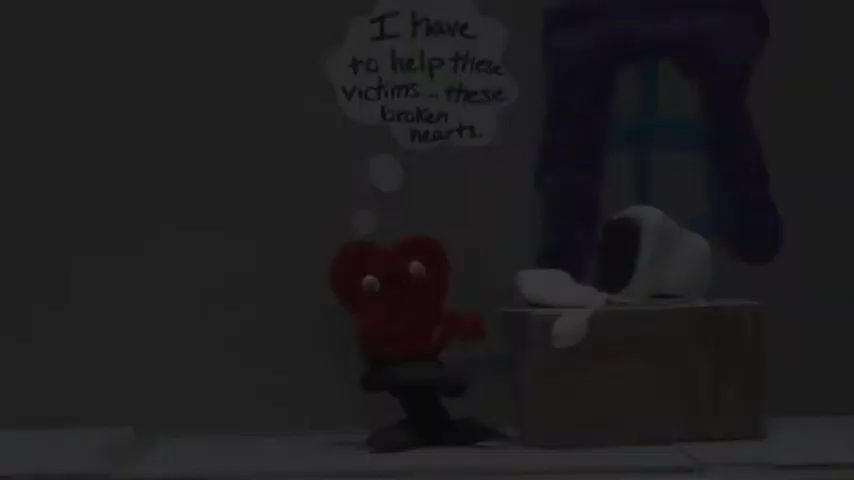 I have
to help these
victims... these
broken
hearts.